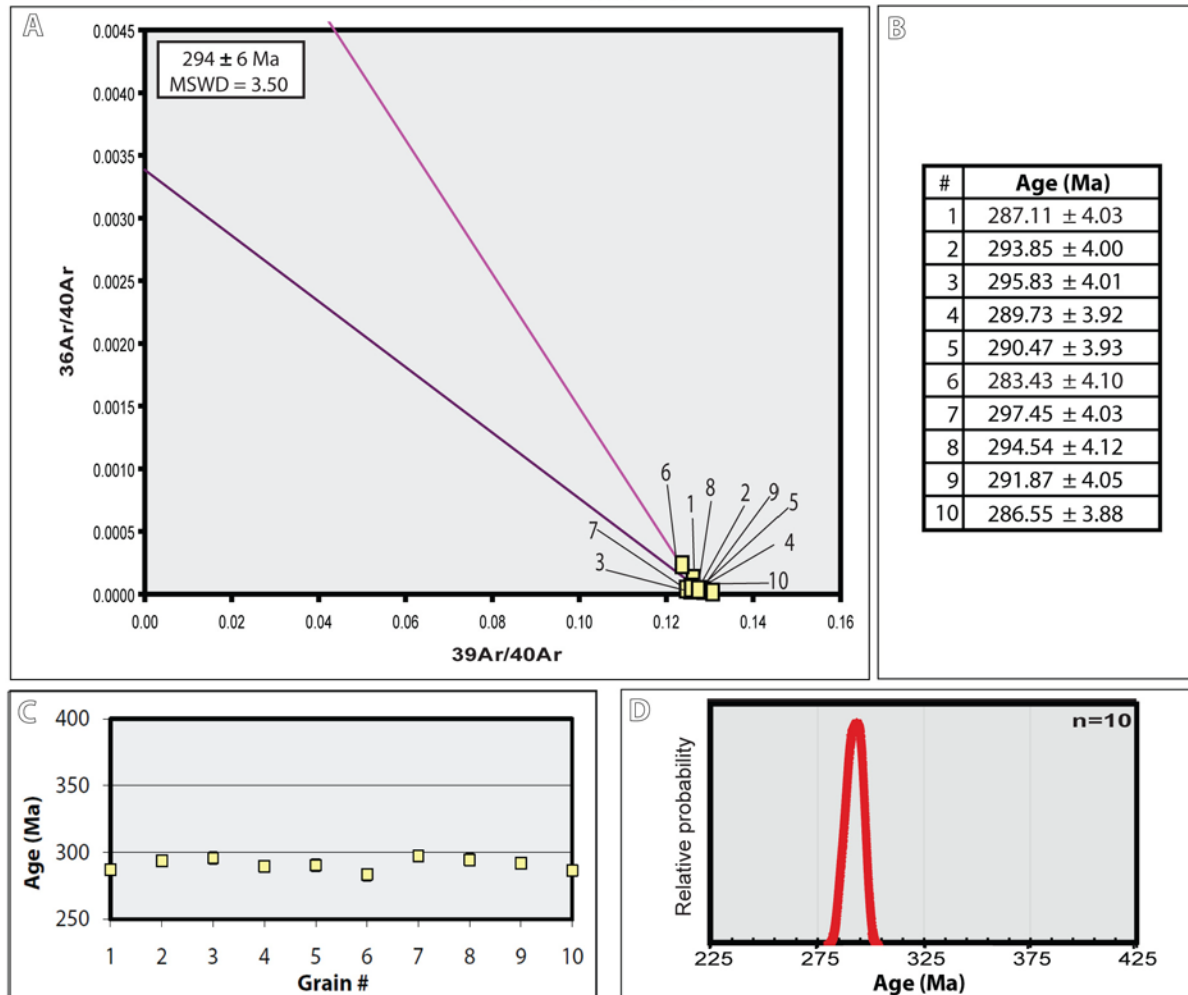 A
294 ± 6 Ma
MSWD = 3.50
0.0045
0.0040
0.0035
0.0030
0.0025
0.0020
0.0015
0.0010
0.0005
0.0000
36Ar/40Ar
6
8
9
1
2
5
7
4
3
10
0.00 0.02 0.04 0.06 0.08 0.10 0.12 0.14 0.16
39Ar/40Ar
B
# Age (Ma)
1 287.11 ± 4.03
2 293.85 ± 4.00
3 295.83 ± 4.01
4 289.73 ± 3.92
5 290.47 ± 3.93
6 283.43 ± 4.10
7 297.45 ± 4.03
8 294.54 ± 4.12
9 291.87 ± 4.05
10 286.55 ± 3.88
C
400
350
300
250
Age (Ma)
1 2 3 4 5 6 7 8 9 10
Grain #
D
n=10
Relative probability
225 275 325 375 425
Age (Ma)